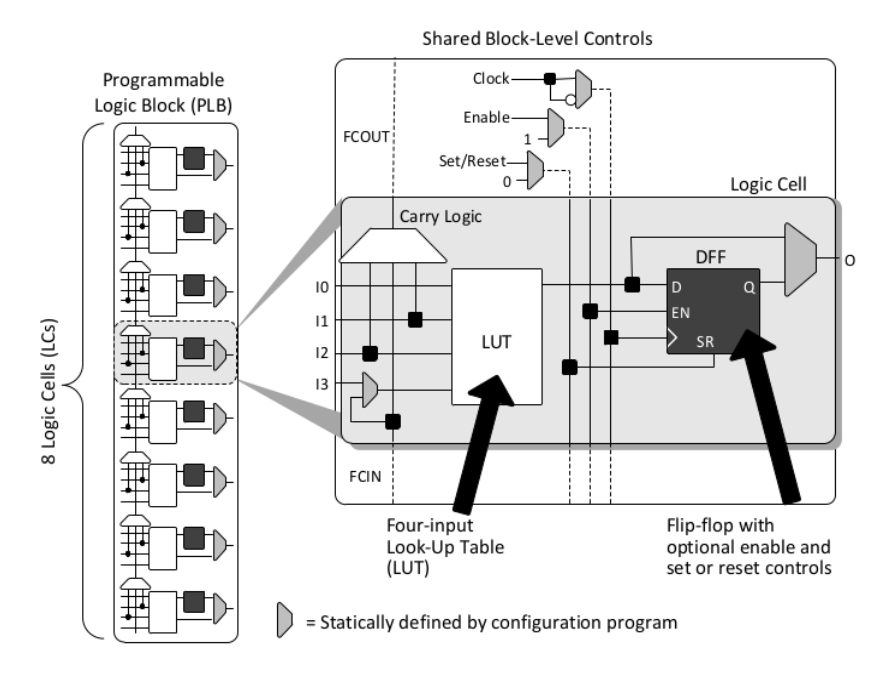 Shared Block-Level Controls
Programmable
Logic Block (PLB)
Clock
Enable
1
FCOUT
Set/Reset
0
Logic Cell
Carry Logic
DFF
O
I0
D
Q
I1
EN
LUT
I2
SR
I3
8 Logic Cells (LCs)
FCIN
Four-input
Look-Up Table
(LUT)
Flip-flop with
optional enable and
set or reset controls
= Statically defined by configuration program